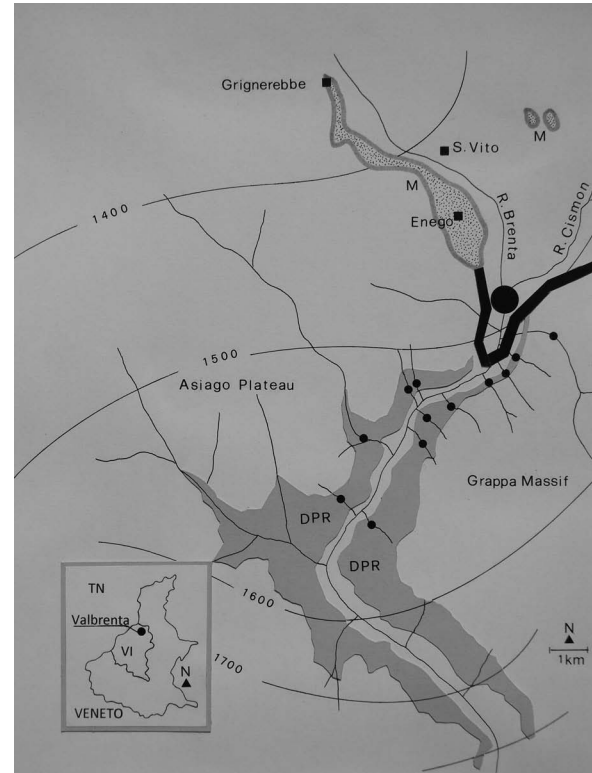 Grignerebbe
M
S. Vito
M
Enego
R. Brenta
R. Cismon
1400
1500
Asiago Plateau
Grappa Massif
DPR
DPR
1600
1700
TN
Valbrenta
VI
N
VENETO
N
1km